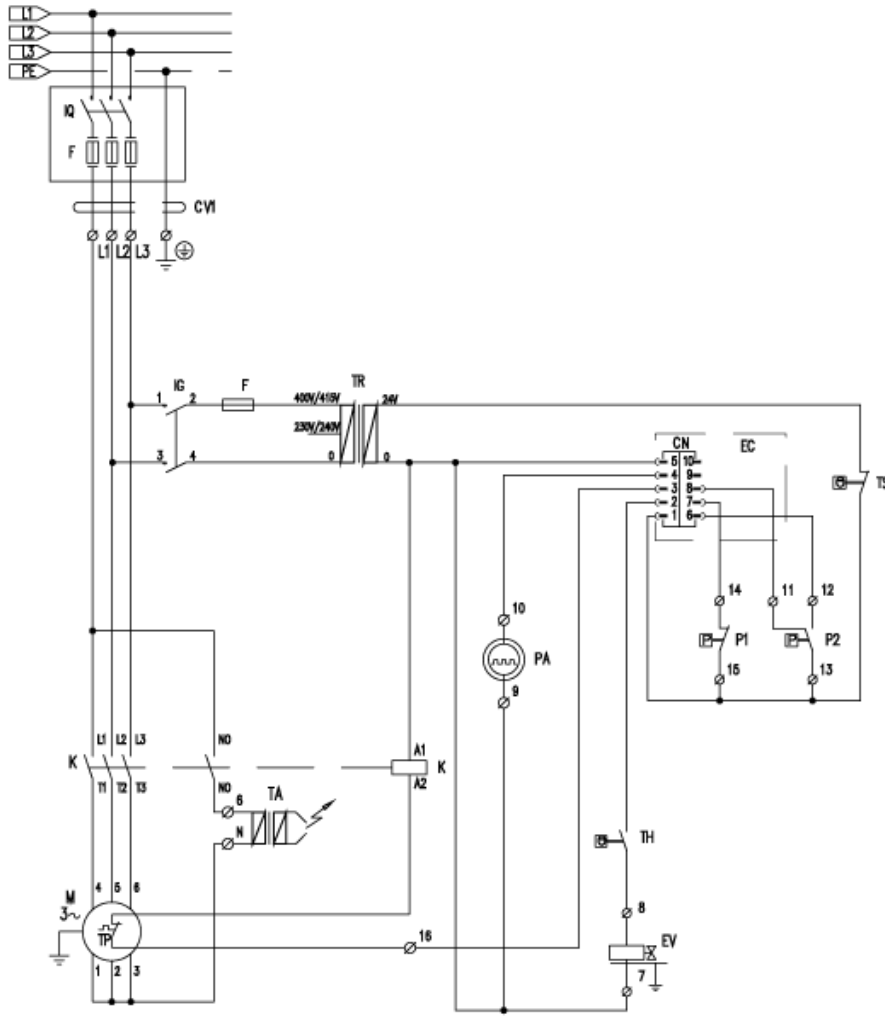 L1
L2
L3
PE
IQ
F
CV1
L1 L2 L3
IG
F
TR
1 2
400V/415V
24V
230V/240V
3 4
0 0
CN
EC
5 10
4 9
3 8
2 7
1 6
TS
14 11 12
P P1
P P2
15 13
10
PA
9
L1 L2 L3
NO
K
A1
K
A2
T1 T2 T3
NO
6
TA
N
TH
4 5 6
M
3~
TP
16
8
EV
7
1 2 3